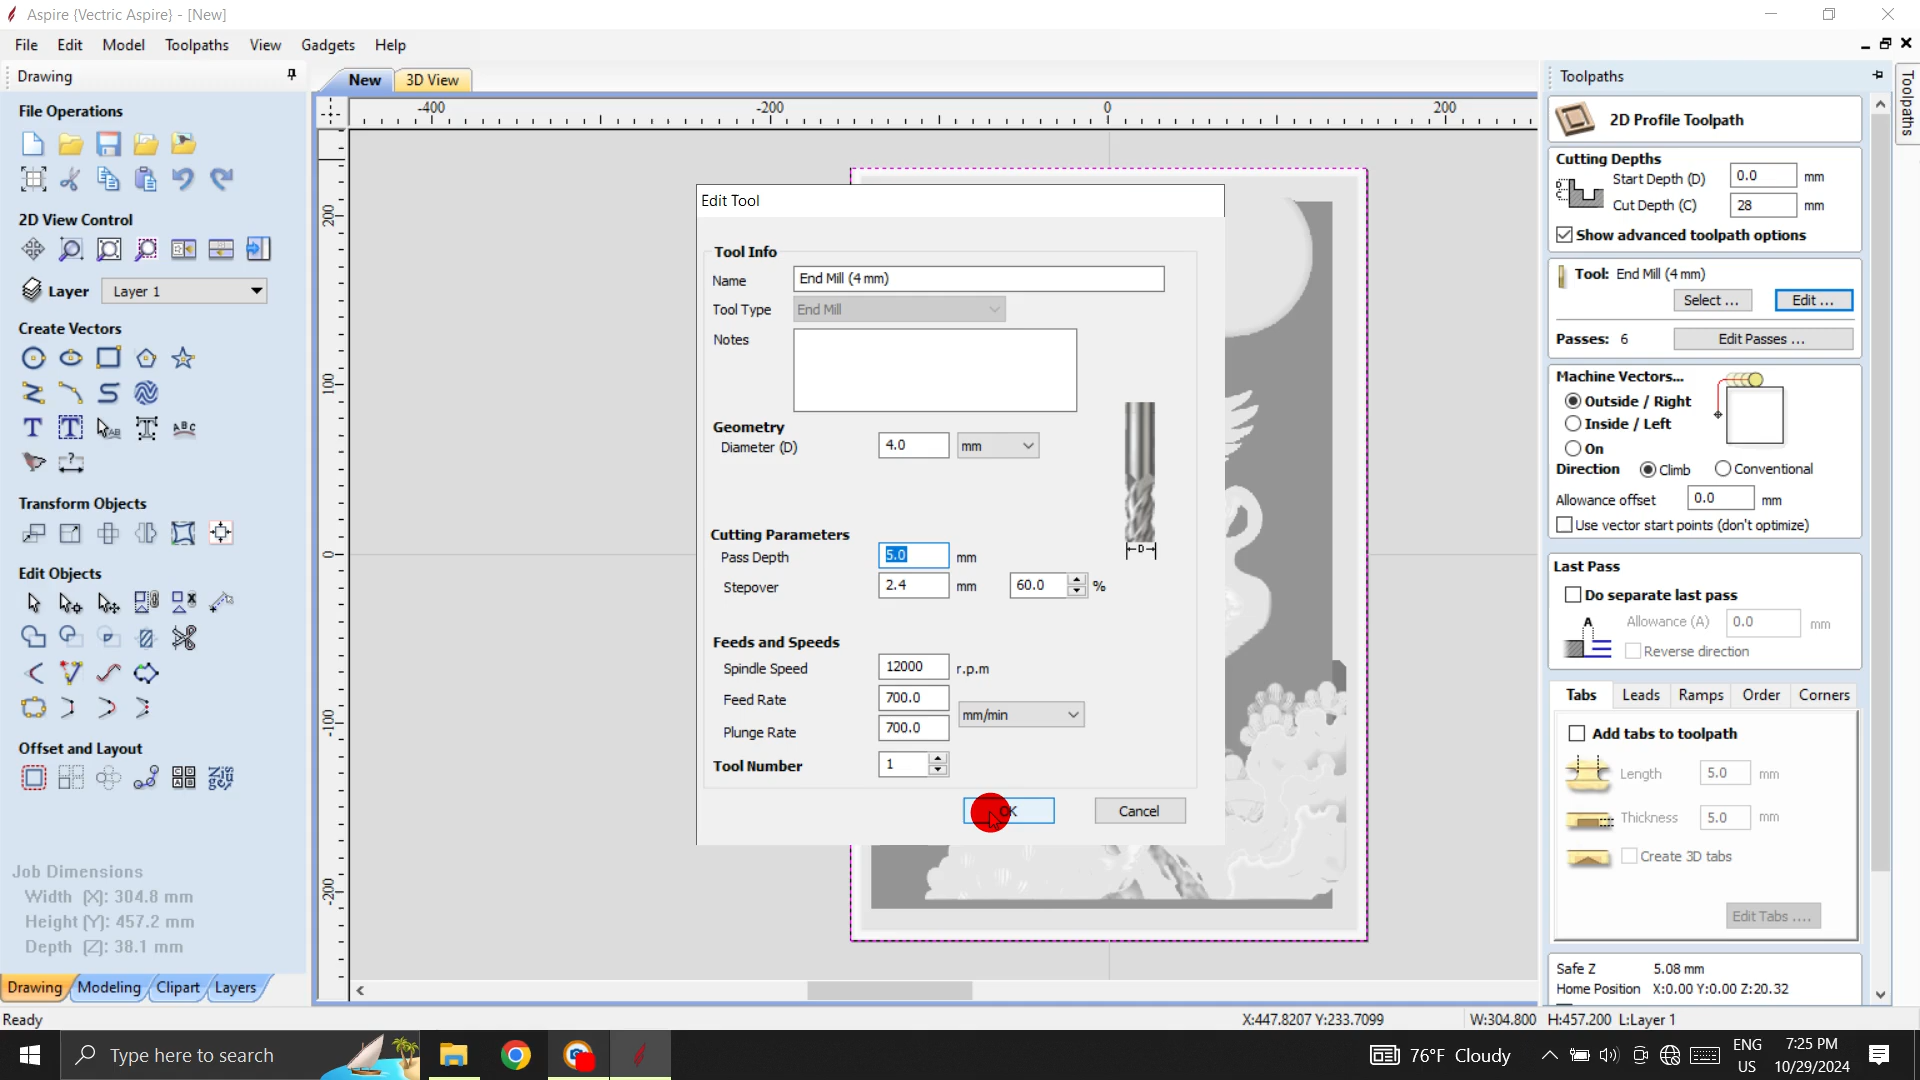 Aspire {Vectric Aspire} - [New]
File Edit Model Toolpaths View Gadgets Help
Drawing
File Operations
2D View Control
Layer Layer 1
Create Vectors
Transform Objects
Edit Objects
Offset and Layout
Job Dimensions
Width (X): 304.8 mm
Height (Y): 457.2 mm
Depth (Z): 38.1 mm
Drawing Modeling Clipart Layers
Ready
New 3D View
-400 -200 0 200
200
100
0
-100
-200
Edit Tool
Tool Info
Name End Mill (4 mm)
Tool Type End Mill
Notes
Geometry
Diameter (D) 4.0 mm
D
Cutting Parameters
Pass Depth 5.0 mm
Stepover 2.4 mm 60.0 %
Feeds and Speeds
Spindle Speed 12000 r.p.m
Feed Rate 700.0
mm/min
Plunge Rate 700.0
Tool Number 1
OK Cancel
Toolpaths
Toolpaths
2D Profile Toolpath
Cutting Depths
Start Depth (D) 0.0 mm
Cut Depth (C) 28 mm
Show advanced toolpath options
Tool: End Mill (4 mm)
Select ... Edit ...
Passes: 6 Edit Passes ...
Machine Vectors...
Outside / Right
Inside / Left
On
Direction Climb Conventional
Allowance offset 0.0 mm
Use vector start points (don't optimize)
Last Pass
Do separate last pass
A Allowance (A) 0.0 mm
Reverse direction
Tabs Leads Ramps Order Corners
Add tabs to toolpath
Length 5.0 mm
Thickness 5.0 mm
Create 3D tabs
Edit Tabs ....
Safe Z 5.08 mm
Home Position X:0.00 Y:0.00 Z:20.32
X:447.8207 Y:233.7099 W:304.800 H:457.200 L:Layer 1
Type here to search
76°F Cloudy
ENG
US
7:25 PM
10/29/2024